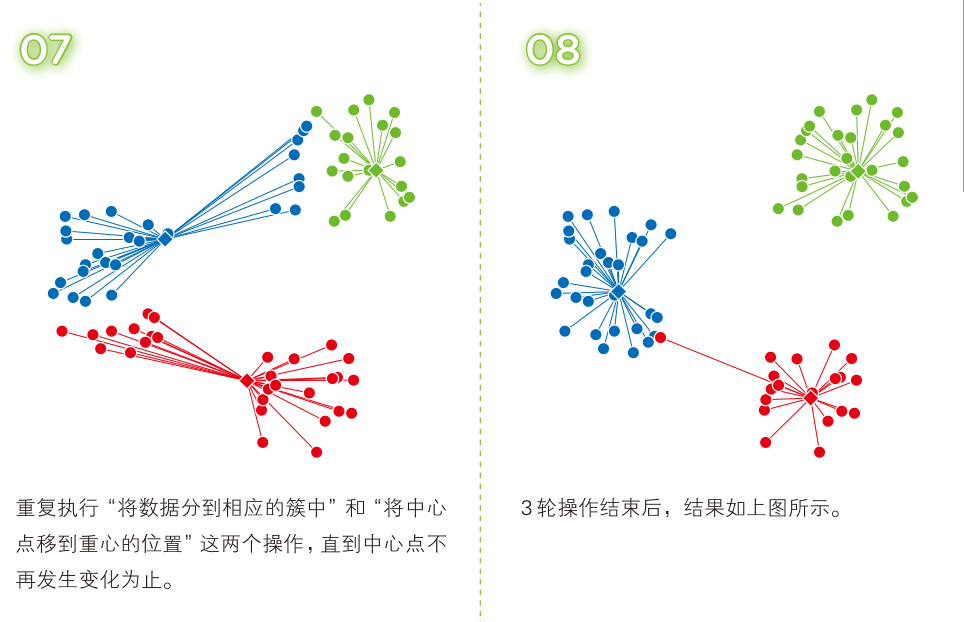 07
重复执行“将数据分到相应的簇中”和“将中心
点移到重心的位置”这两个操作，直到中心点不
再发生变化为止。
08
3轮操作结束后，结果如上图所示。